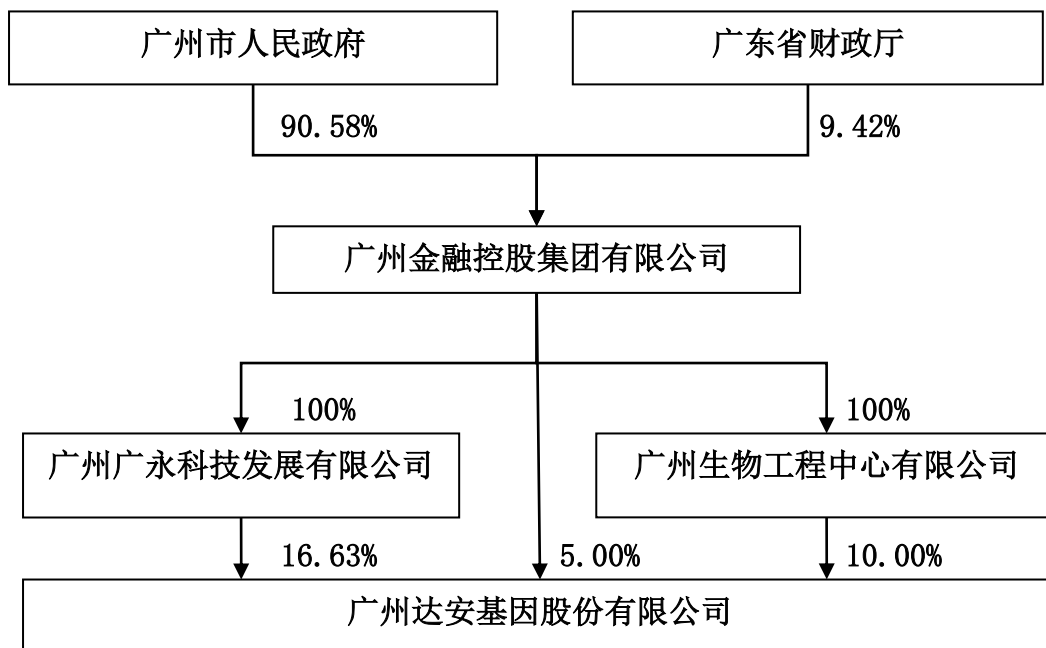 广州市人民政府
广东省财政厅
90.58%
9.42%
广州金融控股集团有限公司
100%
100%
广州广永科技发展有限公司
广州生物工程中心有限公司
16.63%
5.00%
10.00%
广州达安基因股份有限公司